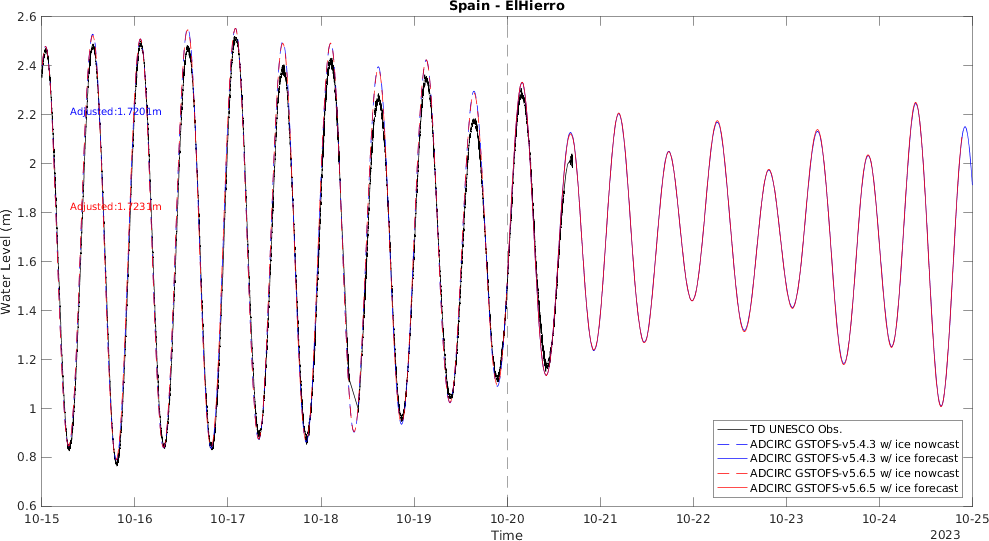 Spain - ElHierro
2.6
2.4
2.2
2
1.8
1.6
1.4
1.2
1
0.8
0.6
Water Level (m)
Adjusted:1.7201m
Adjusted:1.7231m
TD UNESCO Obs.
ADCIRC GSTOFS-v5.4.3 w/ ice nowcast
ADCIRC GSTOFS-v5.4.3 w/ ice forecast
ADCIRC GSTOFS-v5.6.5 w/ ice nowcast
ADCIRC GSTOFS-v5.6.5 w/ ice forecast
10-15 10-16 10-17 10-18 10-19 10-20 10-21 10-22 10-23 10-24 10-25
Time
2023